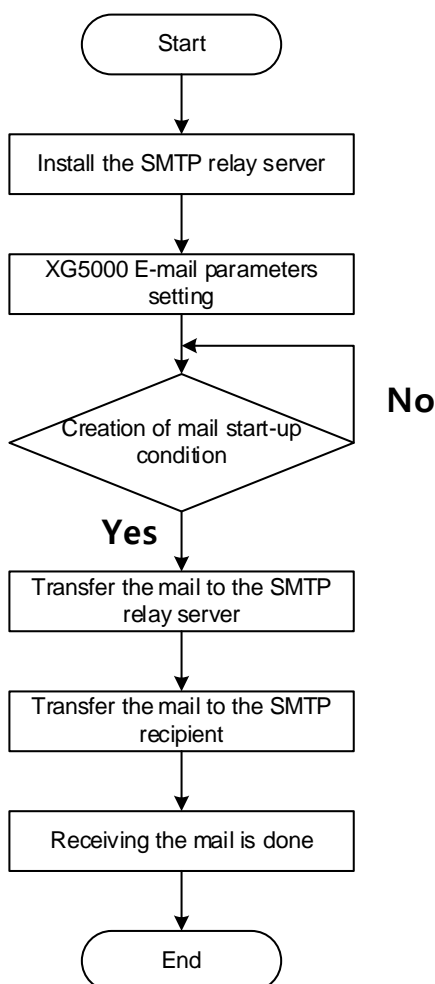 Start
Install the SMTP relay server
XG5000 E-mail parameters
setting
Creation of mail start-up
condition
No
Yes
Transfer the mail to the SMTP
relay server
Transfer the mail to the SMTP
recipient
Receiving the mail is done
End